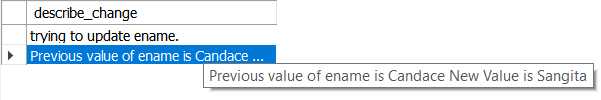 describe_change
trying to update ename.
Previous value of ename is Candace ...
Previous value of ename is Candace New Value is Sangita